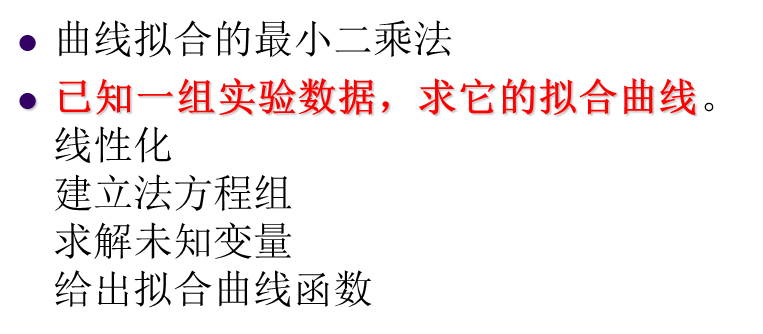 曲线拟合的最小二乘法
已知一组实验数据，求它的拟合曲线。
线性化
建立法方程组
求解未知变量
给出拟合曲线函数